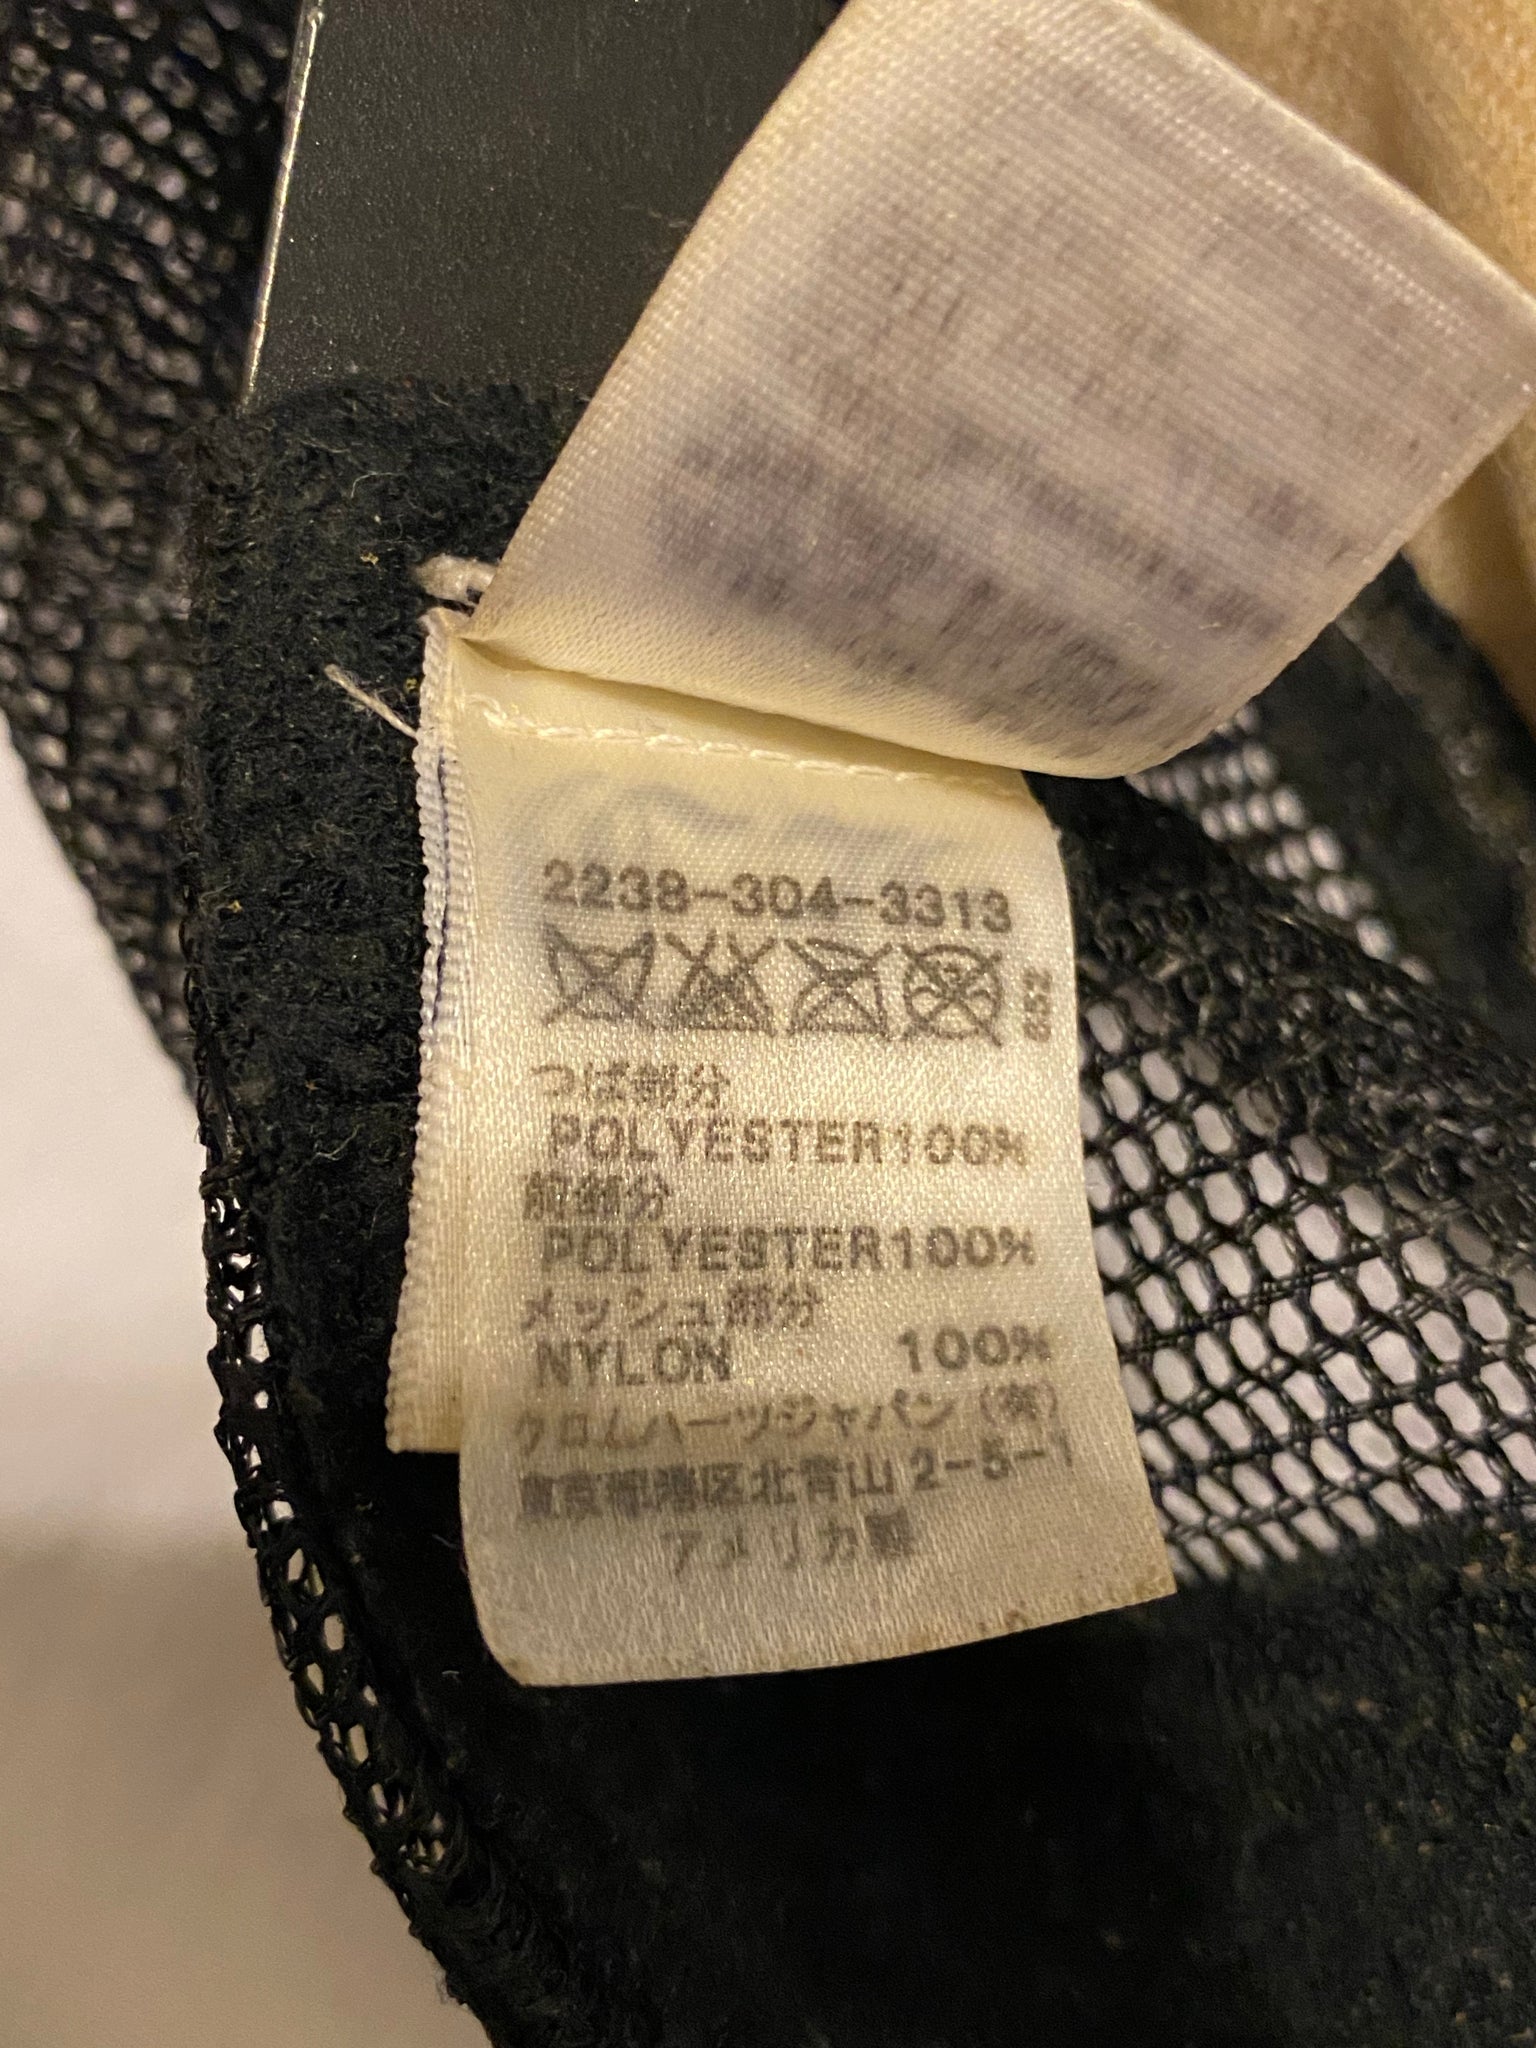 2238-304-3313
つば部分
POLYESTER100%
前部分
POLYESTER100%
メッシュ部分
NYLON 100%
クロムハーツジャパン(有)
東京都港区北青山2-5-1
アメリカ製